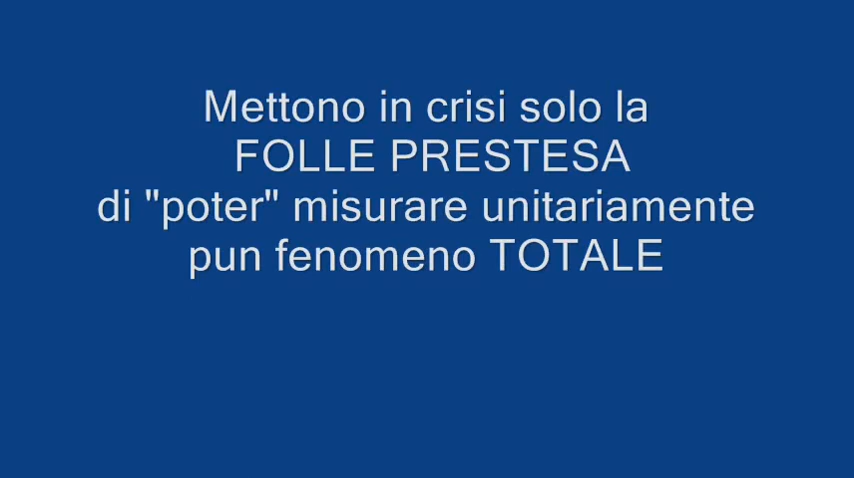 Mettono in crisi solo la
FOLLE PRESTESA
di "poter" misurare unitariamente
pun fenomeno TOTALE